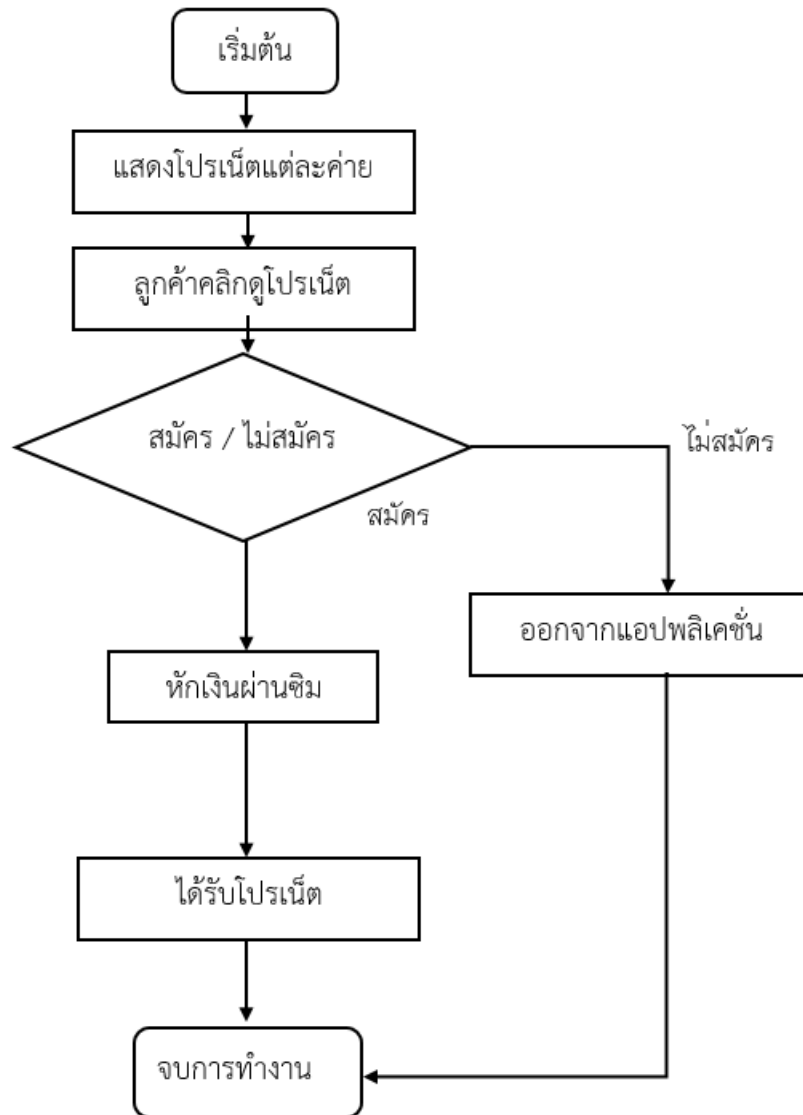 เริ่มต้น
แสดงโปรเน็ตแต่ละค่าย
ลูกค้าคลิกดูโปรเน็ต
สมัคร / ไม่สมัคร
ไม่สมัคร
สมัคร
ออกจากแอปพลิเคชั่น
หักเงินผ่านซิม
ได้รับโปรเน็ต
จบการทำงาน